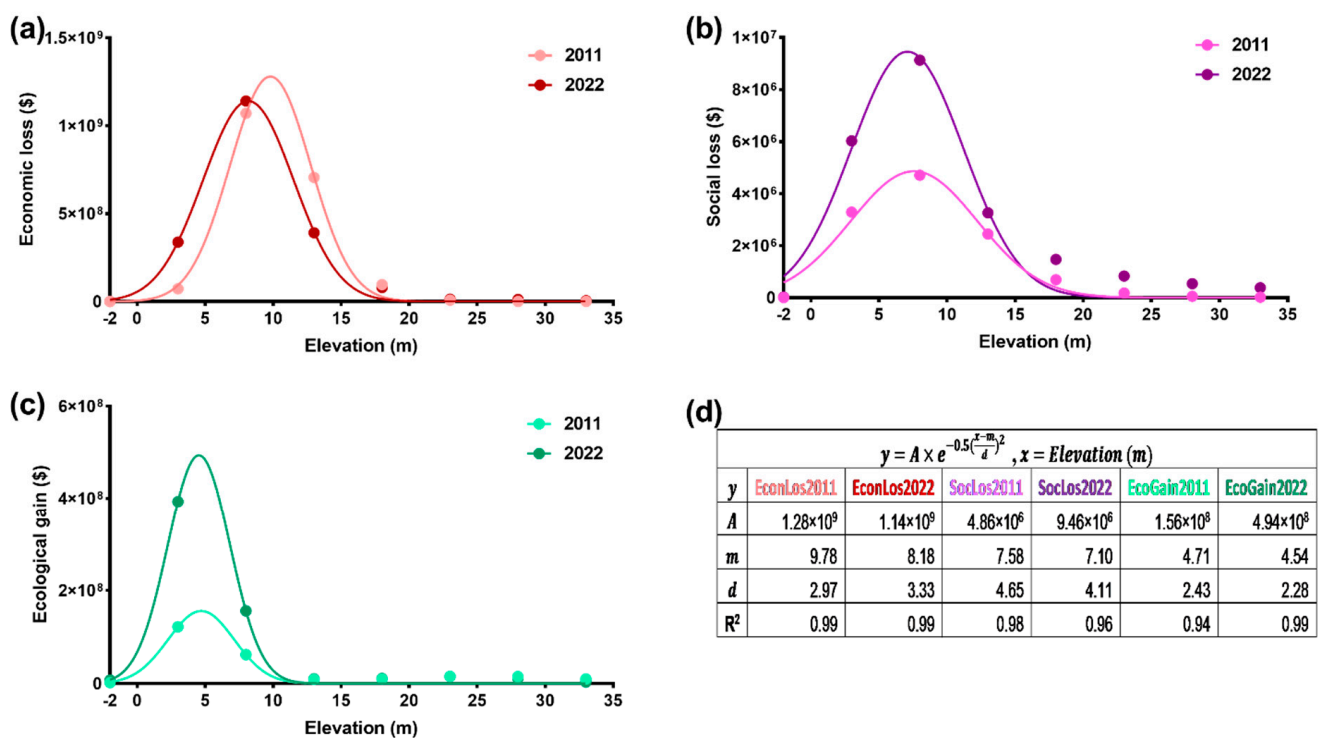 (a)
1.5×10⁹
1×10⁹
5×10⁸
0
Economic loss ($)
2011
2022
-2 0 5 10 15 20 25 30 35
Elevation (m)
(b)
1×10⁷
8×10⁶
6×10⁶
4×10⁶
2×10⁶
0
Social loss ($)
2011
2022
-2 0 5 10 15 20 25 30 35
Elevation (m)
(c)
6×10⁸
4×10⁸
2×10⁸
0
Ecological gain ($)
2011
2022
-2 0 5 10 15 20 25 30 35
Elevation (m)
(d)
y = A × e^{-0.5(\frac{x-m}{d})^2}, x = Elevation (m)
y EconLos2011 EconLos2022 SocLos2011 SocLos2022 EcoGain2011 EcoGain2022
A 1.28×10⁹ 1.14×10⁹ 4.86×10⁶ 9.46×10⁶ 1.56×10⁸ 4.94×10⁸
m 9.78 8.18 7.58 7.10 4.71 4.54
d 2.97 3.33 4.65 4.11 2.43 2.28
R² 0.99 0.99 0.98 0.96 0.94 0.99